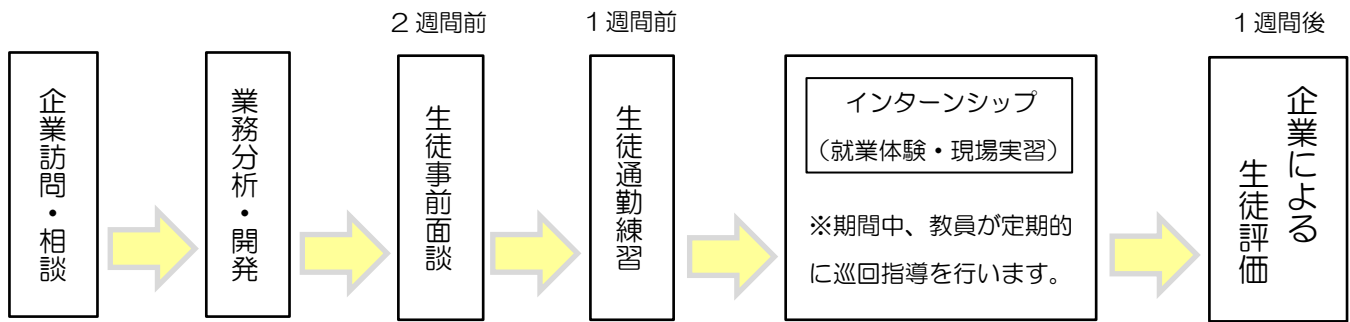 ２週間前
１週間前
１週間後
企業訪問・相談
業務分析・開発
生徒事前面談
生徒通勤練習
インターンシップ
（就業体験・現場実習）
※期間中、教員が定期的
に巡回指導を行います。
企業による
生徒評価